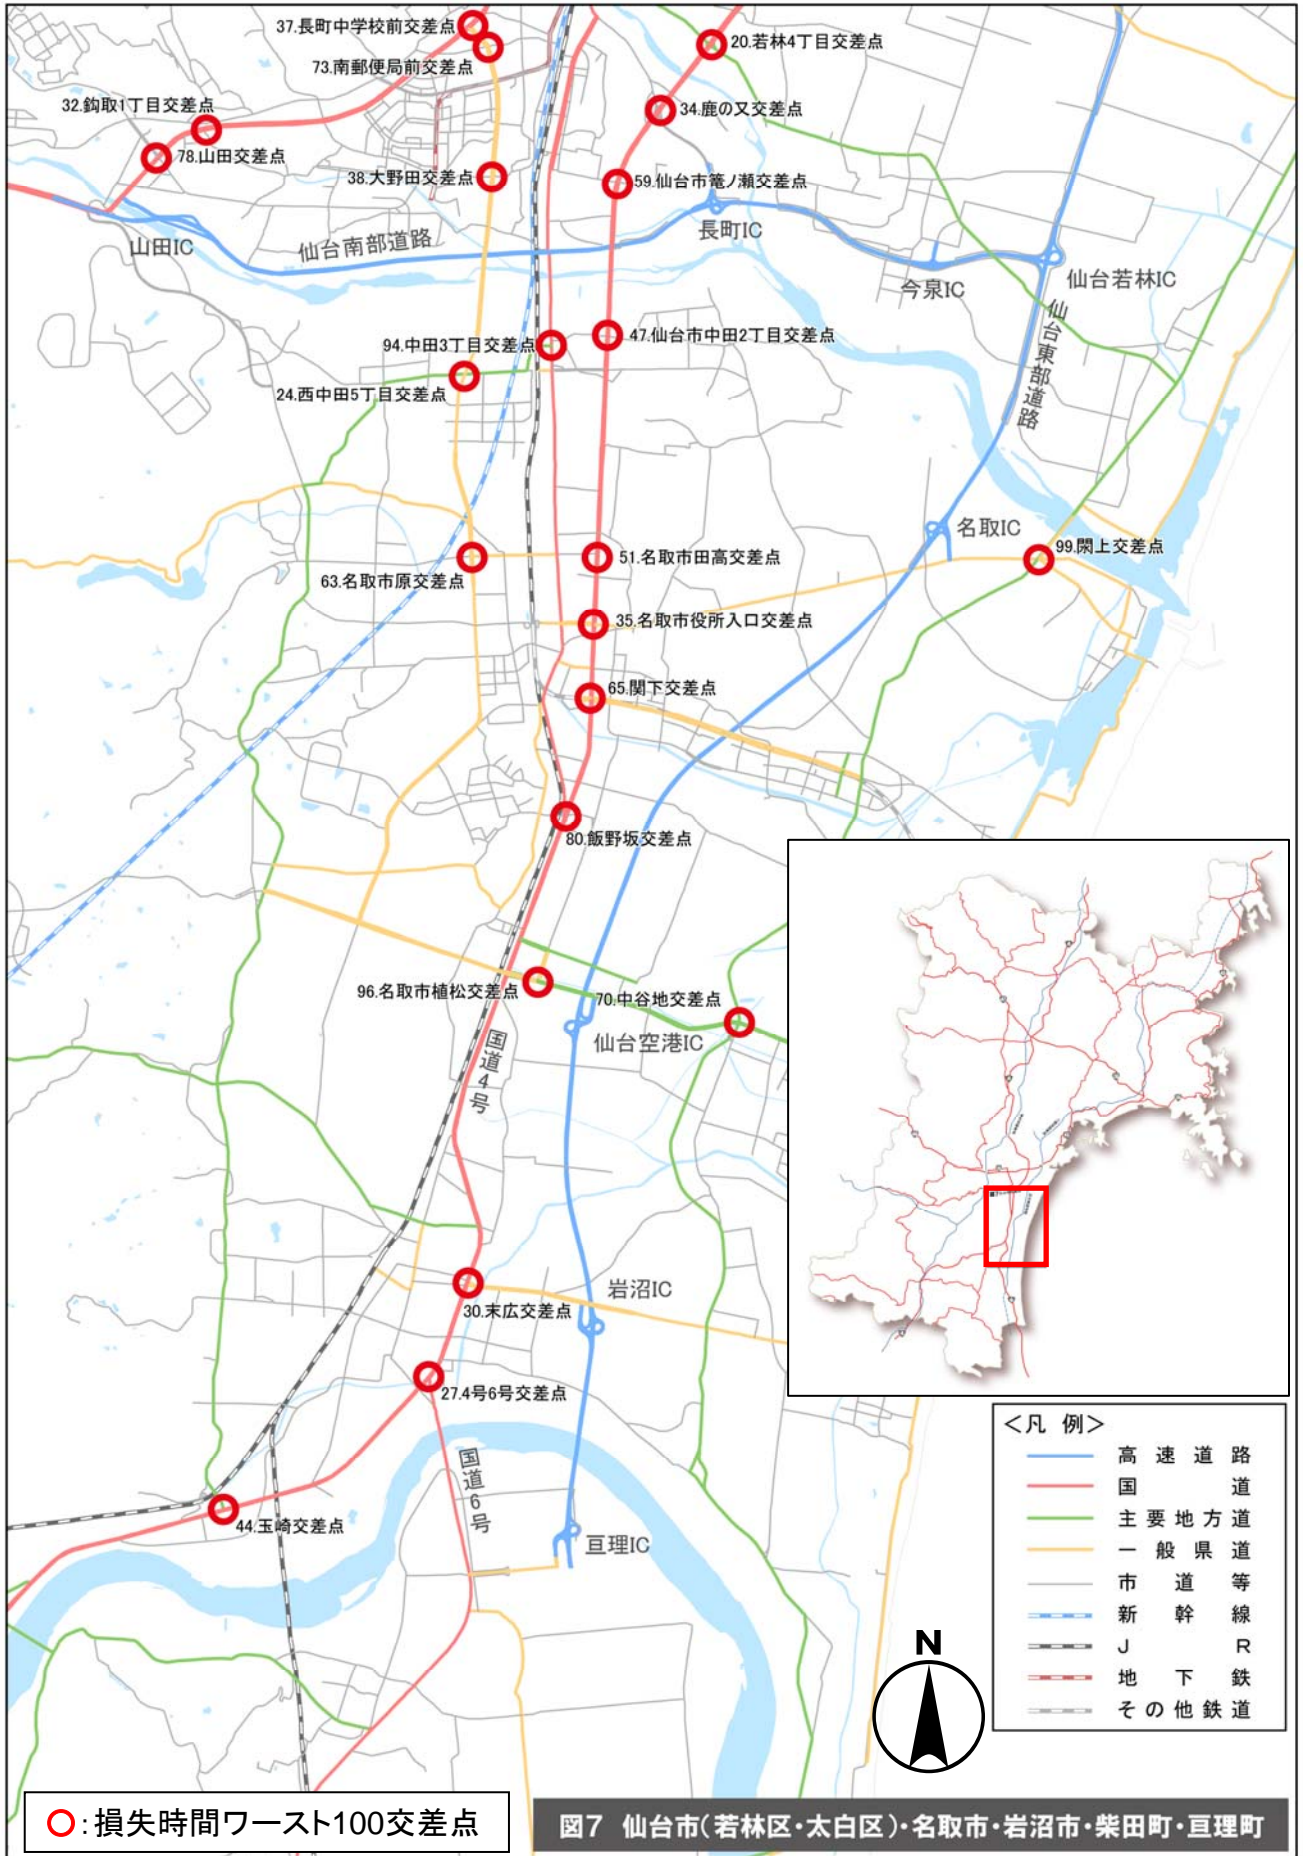 37.長町中学校前交差点
20.若林4丁目交差点
73.南郵便局前交差点
32.鈎取1丁目交差点
34.鹿の又交差点
78.山田交差点
38.大野田交差点
59.仙台市篭ノ瀬交差点
山田IC
仙台南部道路
長町IC
今泉IC
仙台若林IC
仙台東部道路
94.中田3丁目交差点
47.仙台市中田2丁目交差点
24.西中田5丁目交差点
名取IC
99.閖上交差点
63.名取市原交差点
51.名取市田高交差点
35.名取市役所入口交差点
65.関下交差点
80.飯野坂交差点
96.名取市植松交差点
70.中谷地交差点
仙台空港IC
国道4号
岩沼IC
30.末広交差点
27.4号6号交差点
国道6号
44.玉崎交差点
亘理IC
＜凡 例＞
高速道路
国道
主要地方道
一般県道
市道等
新幹線
JR
地下鉄
その他鉄道
N
○:損失時間ワースト100交差点
図7 仙台市(若林区・太白区)・名取市・岩沼市・柴田町・亘理町